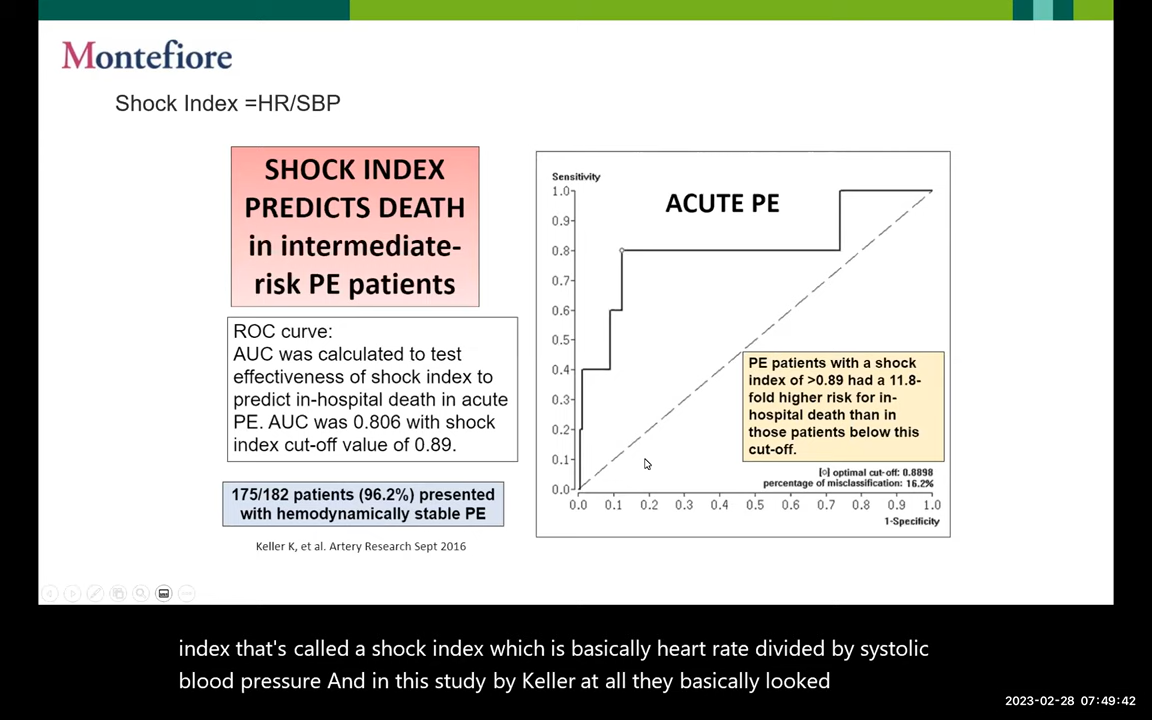 Montefiore
Shock Index =HR/SBP
SHOCK INDEX
PREDICTS DEATH
in intermediate-
risk PE patients
ROC curve:
AUC was calculated to test
effectiveness of shock index to
predict in-hospital death in acute
PE. AUC was 0.806 with shock
index cut-off value of 0.89.
175/182 patients (96.2%) presented
with hemodynamically stable PE
Keller K, et al. Artery Research Sept 2016
Sensitivity
ACUTE PE
1.0
0.9
0.8
0.7
0.6
0.5
0.4
0.3
0.2
0.1
0.0
PE patients with a shock
index of >0.89 had a 11.8-
fold higher risk for in-
hospital death than in
those patients below this
cut-off.
[o] optimal cut-off: 0.8898
percentage of misclassification: 16.2%
0.0 0.1 0.2 0.3 0.4 0.5 0.6 0.7 0.8 0.9 1.0
1-Specificity
index that's called a shock index which is basically heart rate divided by systolic
blood pressure And in this study by Keller at all they basically looked
2023-02-28 07:49:42